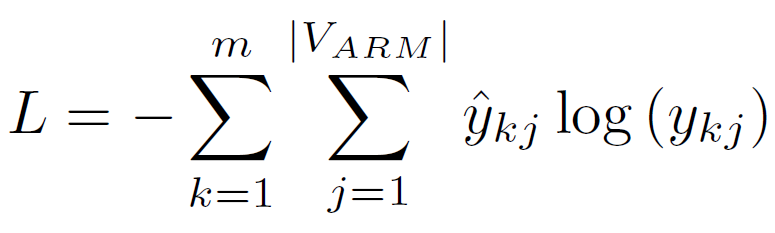 L = − \sum_{k=1}^{m} \sum_{j=1}^{|V_{ARM}|} \hat{y}_{kj} \log (y_{kj})